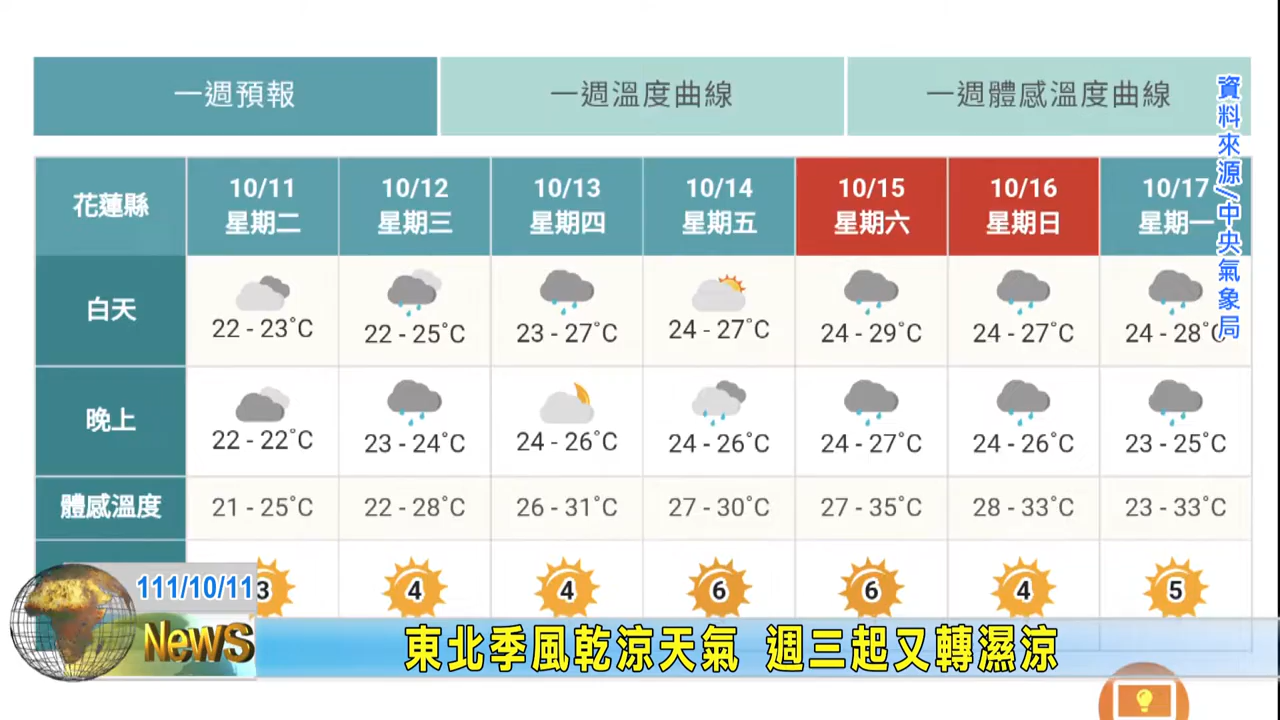 一週預報 一週溫度曲線 一週體感溫度曲線
資料來源/中央氣象局
花蓮縣 10/11 10/12 10/13 10/14 10/15 10/16 10/17
星期二 星期三 星期四 星期五 星期六 星期日 星期一
白天 22 - 23°C 22 - 25°C 23 - 27°C 24 - 27°C 24 - 29°C 24 - 27°C 24 - 28°C
晚上 22 - 22°C 23 - 24°C 24 - 26°C 24 - 26°C 24 - 27°C 24 - 26°C 23 - 25°C
體感溫度 21 - 25°C 22 - 28°C 26 - 31°C 27 - 30°C 27 - 35°C 28 - 33°C 23 - 33°C
3 4 4 6 6 4 5
111/10/11
NewS
東北季風乾涼天氣 週三起又轉濕涼